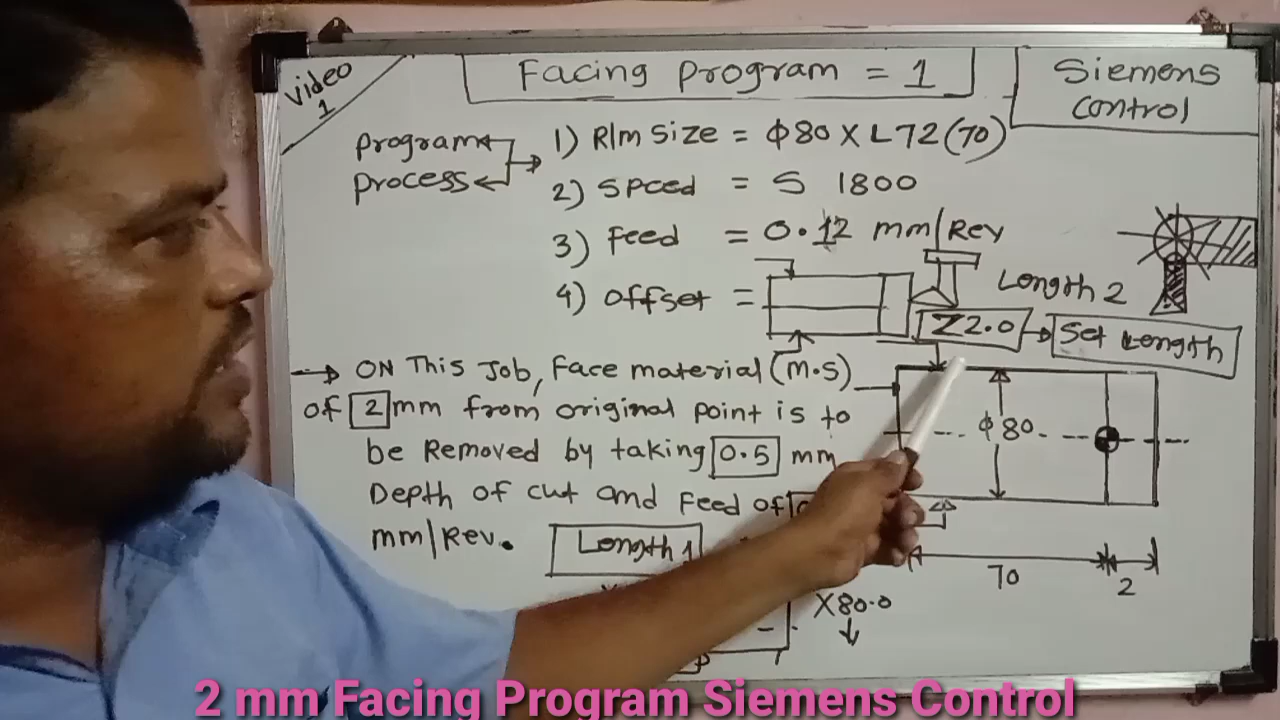 Video
1
Facing Program = 1
Siemens
Control
Program
Process
1) R/m Size = Φ80 X L72 (70)
2) Speed = S 1800
3) Feed = 0.12 mm/Rev
4) offset =
Length 2
Z2.0
Set Length
ON This Job, Face material (M.S)
of 2 mm from original point is to
be Removed by taking 0.5 mm
Depth of cut and Feed of
mm/Rev.
Length 1
Φ80
70
2
X80.0
2 mm Facing Program Siemens Control